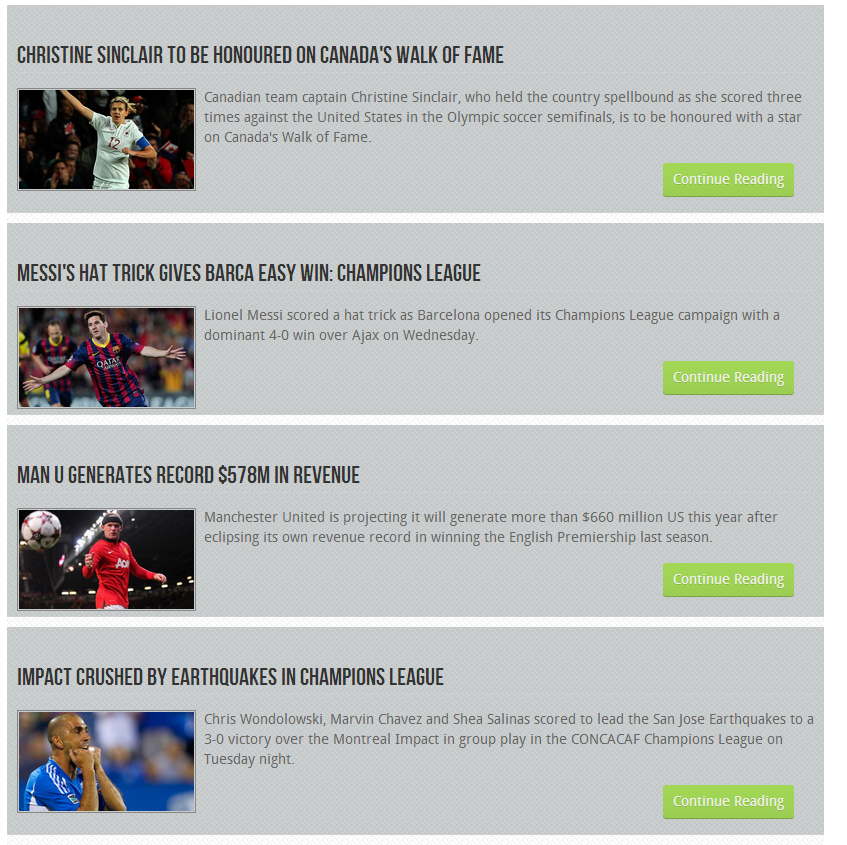 CHRISTINE SINCLAIR TO BE HONOURED ON CANADA'S WALK OF FAME
12
Canadian team captain Christine Sinclair, who held the country spellbound as she scored three
times against the United States in the Olympic soccer semifinals, is to be honoured with a star
on Canada's Walk of Fame.
Continue Reading
MESSI'S HAT TRICK GIVES BARCA EASY WIN: CHAMPIONS LEAGUE
QATAR
Lionel Messi scored a hat trick as Barcelona opened its Champions League campaign with a
dominant 4-0 win over Ajax on Wednesday.
Continue Reading
MAN U GENERATES RECORD $578M IN REVENUE
Manchester United is projecting it will generate more than $660 million US this year after
eclipsing its own revenue record in winning the English Premiership last season.
Continue Reading
IMPACT CRUSHED BY EARTHQUAKES IN CHAMPIONS LEAGUE
Chris Wondolowski, Marvin Chavez and Shea Salinas scored to lead the San Jose Earthquakes to a
3-0 victory over the Montreal Impact in group play in the CONCACAF Champions League on
Tuesday night.
Continue Reading